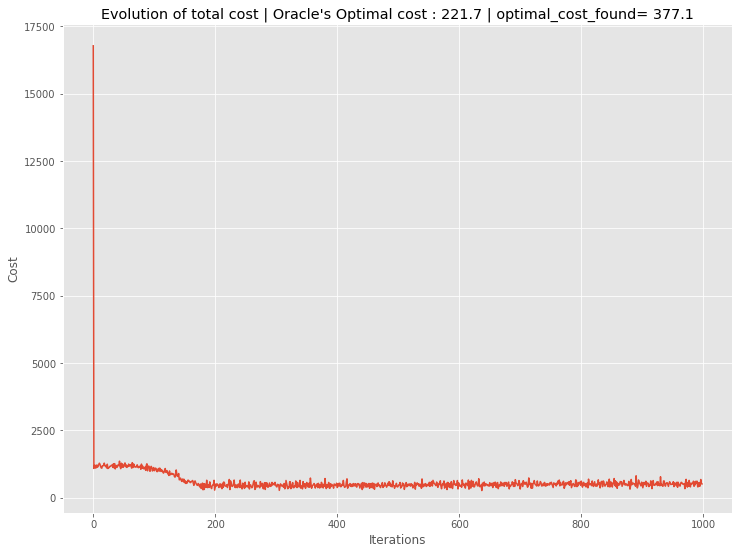 Evolution of total cost | Oracle's Optimal cost : 221.7 | optimal_cost_found= 377.1
17500
15000
12500
10000
7500
5000
2500
0
Cost
0 200 400 600 800 1000
Iterations